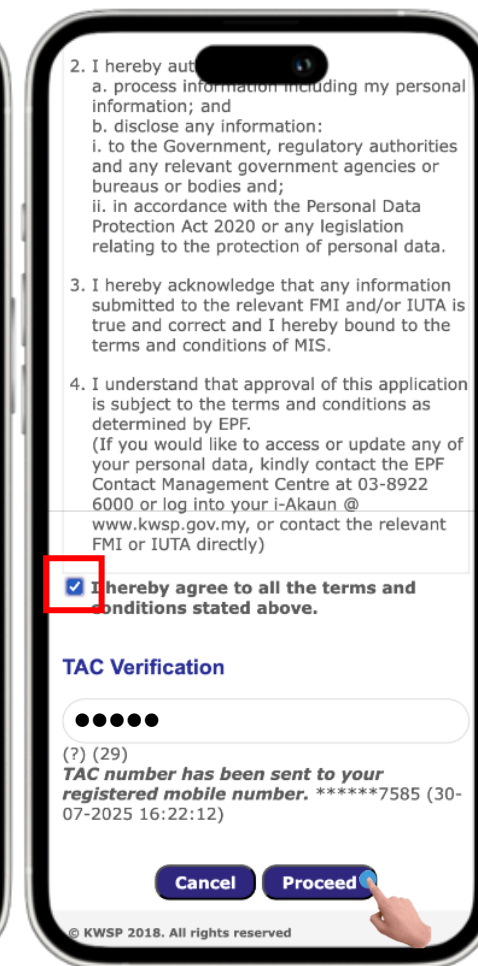 2. I hereby aut
a. process information including my personal
information; and
b. disclose any information:
i. to the Government, regulatory authorities
and any relevant government agencies or
bureaus or bodies and;
ii. in accordance with the Personal Data
Protection Act 2020 or any legislation
relating to the protection of personal data.
3. I hereby acknowledge that any information
submitted to the relevant FMI and/or IUTA is
true and correct and I hereby bound to the
terms and conditions of MIS.
4. I understand that approval of this application
is subject to the terms and conditions as
determined by EPF.
(If you would like to access or update any of
your personal data, kindly contact the EPF
Contact Management Centre at 03-8922
6000 or log into your i-Akaun @
www.kwsp.gov.my, or contact the relevant
FMI or IUTA directly)
I hereby agree to all the terms and
conditions stated above.
TAC Verification
●●●●●
(?) (29)
TAC number has been sent to your
registered mobile number. ******7585 (30-
07-2025 16:22:12)
Cancel Proceed
© KWSP 2018. All rights reserved